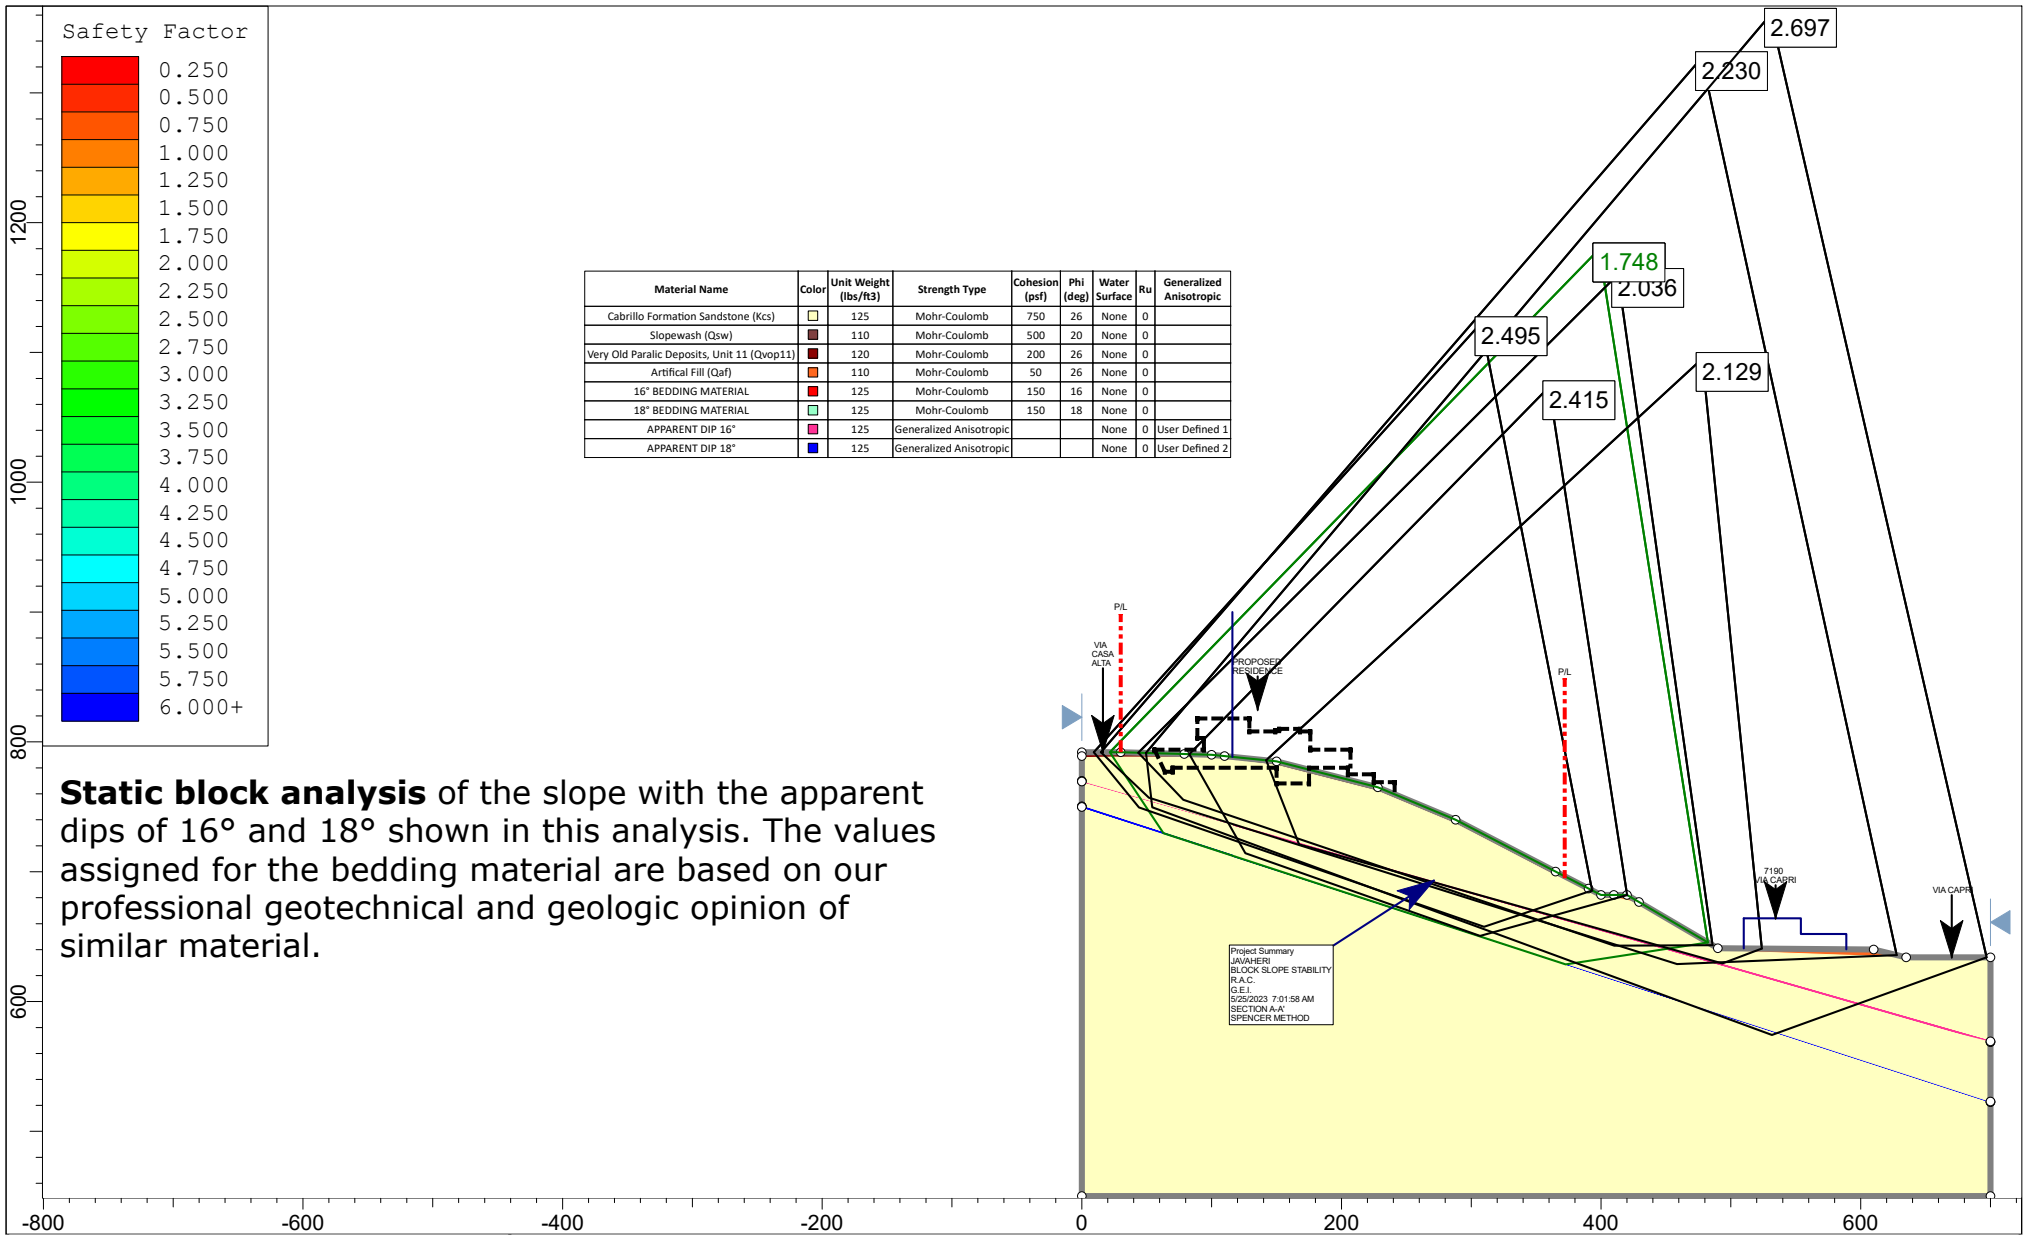 Safety Factor
0.250
0.500
0.750
1.000
1.250
1.500
1.750
2.000
2.250
2.500
2.750
3.000
3.250
3.500
3.750
4.000
4.250
4.500
4.750
5.000
5.250
5.500
5.750
6.000+
2.697
2.230
1.748
2.036
2.495
2.129
2.415
Material Name Color Unit Weight (lbs/ft3) Strength Type Cohesion (psf) Phi (deg) Water Surface Ru Generalized Anisotropic
Cabrillo Formation Sandstone (Kcs) 125 Mohr-Coulomb 750 26 None 0
Slopewash (Qsw) 110 Mohr-Coulomb 500 20 None 0
Very Old Paralic Deposits, Unit 11 (Qvop11) 120 Mohr-Coulomb 200 26 None 0
Artifical Fill (Qaf) 110 Mohr-Coulomb 50 26 None 0
16° BEDDING MATERIAL 125 Mohr-Coulomb 150 16 None 0
18° BEDDING MATERIAL 125 Mohr-Coulomb 150 18 None 0
APPARENT DIP 16° 125 Generalized Anisotropic None 0 User Defined 1
APPARENT DIP 18° 125 Generalized Anisotropic None 0 User Defined 2
P/L
VIA
CASA
ALTA
PROPOSED
RESIDENCE
P/L
7190
VIA CAPRI
VIA CAPRI
Static block analysis of the slope with the apparent
dips of 16° and 18° shown in this analysis. The values
assigned for the bedding material are based on our
professional geotechnical and geologic opinion of
similar material.
Project Summary
JAVAHERI
BLOCK SLOPE STABILITY
R.A.C.
G.E.I.
5/25/2023 7:01:58 AM
SECTION A-A'
SPENCER METHOD
1200
1000
800
600
-800 -600 -400 -200 0 200 400 600